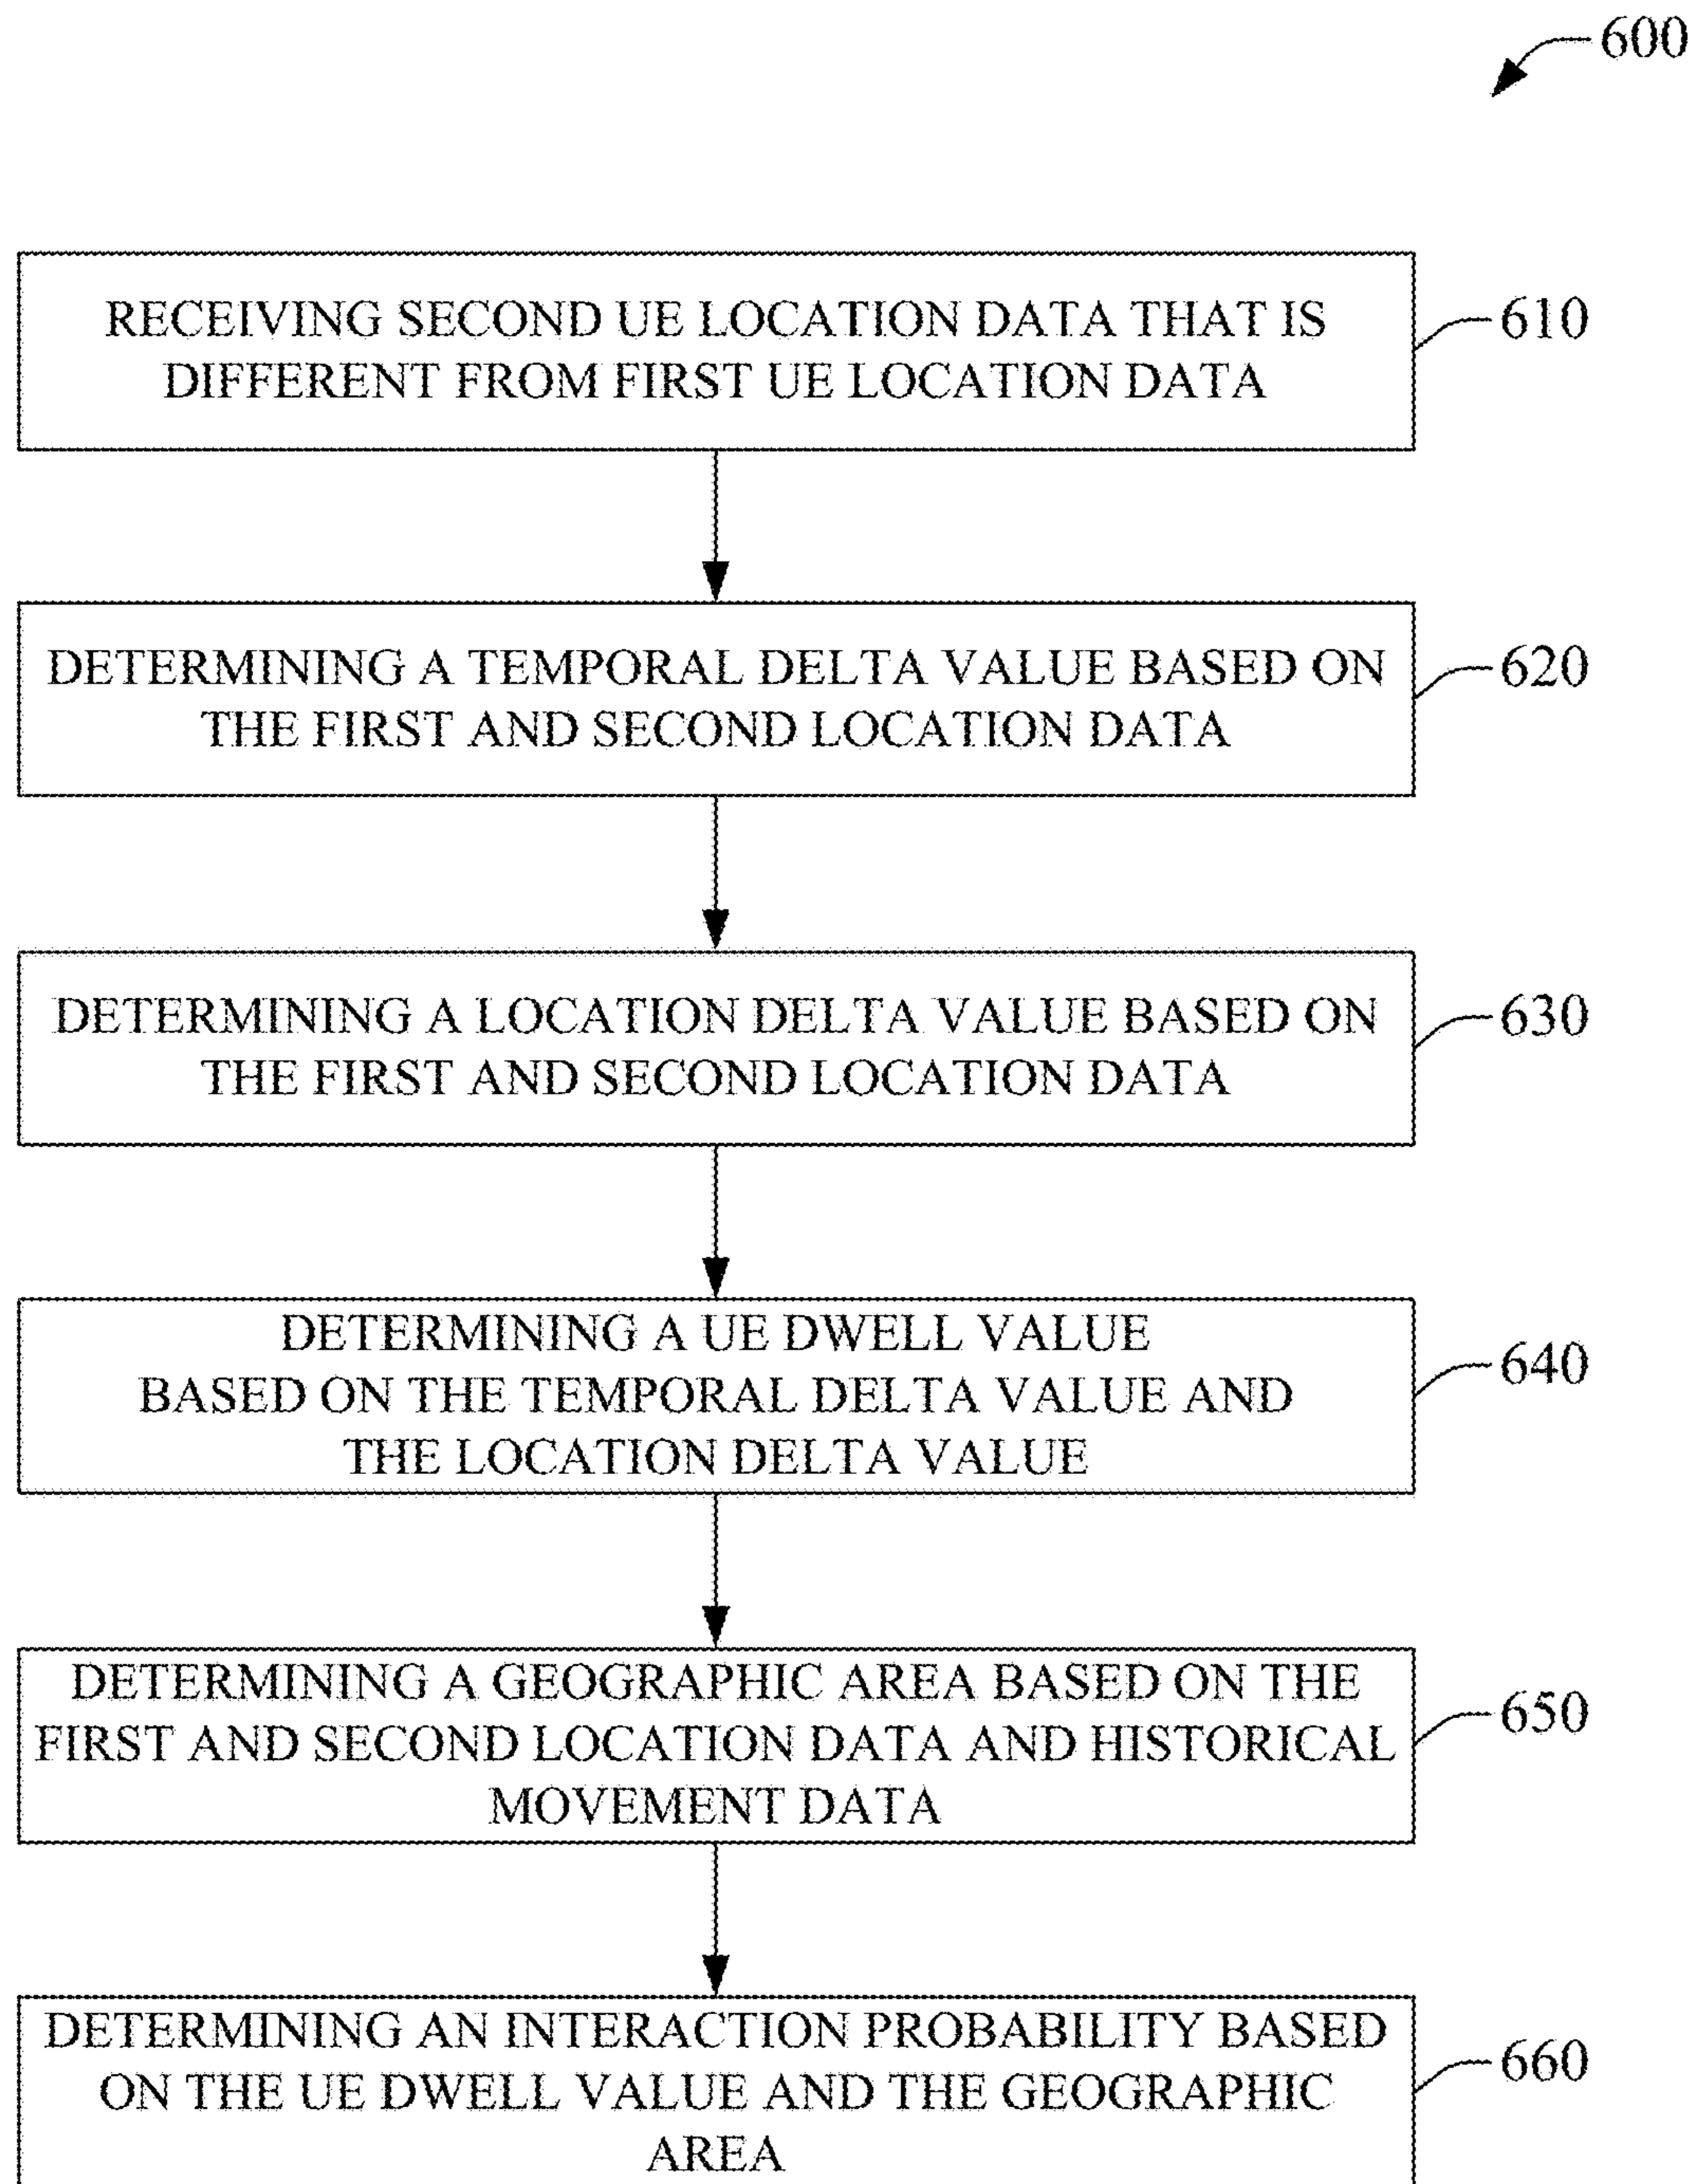 600
RECEIVING SECOND UE LOCATION DATA THAT IS
DIFFERENT FROM FIRST UE LOCATION DATA
610
DETERMINING A TEMPORAL DELTA VALUE BASED ON
THE FIRST AND SECOND LOCATION DATA
620
DETERMINING A LOCATION DELTA VALUE BASED ON
THE FIRST AND SECOND LOCATION DATA
630
DETERMINING A UE DWELL VALUE
BASED ON THE TEMPORAL DELTA VALUE AND
THE LOCATION DELTA VALUE
640
DETERMINING A GEOGRAPHIC AREA BASED ON THE
FIRST AND SECOND LOCATION DATA AND HISTORICAL
MOVEMENT DATA
650
DETERMINING AN INTERACTION PROBABILITY BASED
ON THE UE DWELL VALUE AND THE GEOGRAPHIC
AREA
660